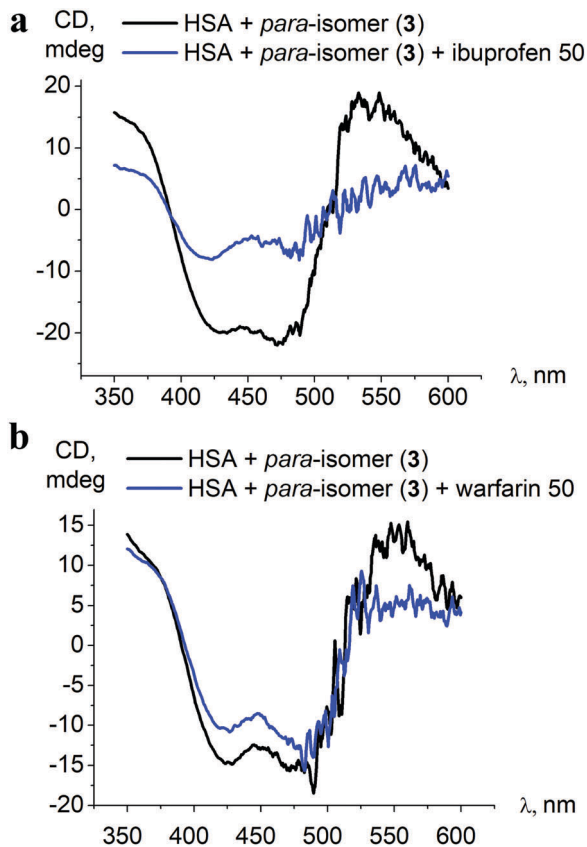 a
CD,
mdeg
HSA + para-isomer (3)
HSA + para-isomer (3) + ibuprofen 50
20
10
0
-10
-20
350 400 450 500 550 600
λ, nm
b
CD,
mdeg
HSA + para-isomer (3)
HSA + para-isomer (3) + warfarin 50
15
10
5
0
-5
-10
-15
-20
350 400 450 500 550 600
λ, nm